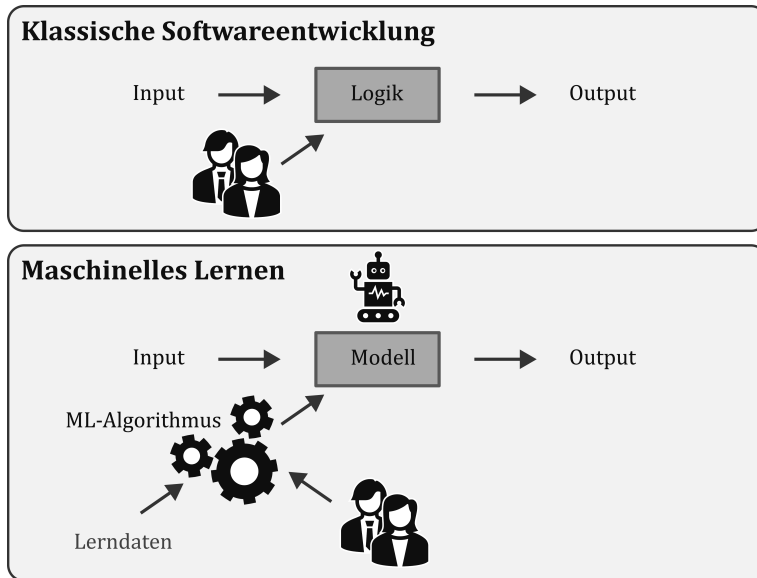 Klassische Softwareentwicklung
Input
Logik
Output
Maschinelles Lernen
Input
Modell
Output
ML-Algorithmus
Lerndaten